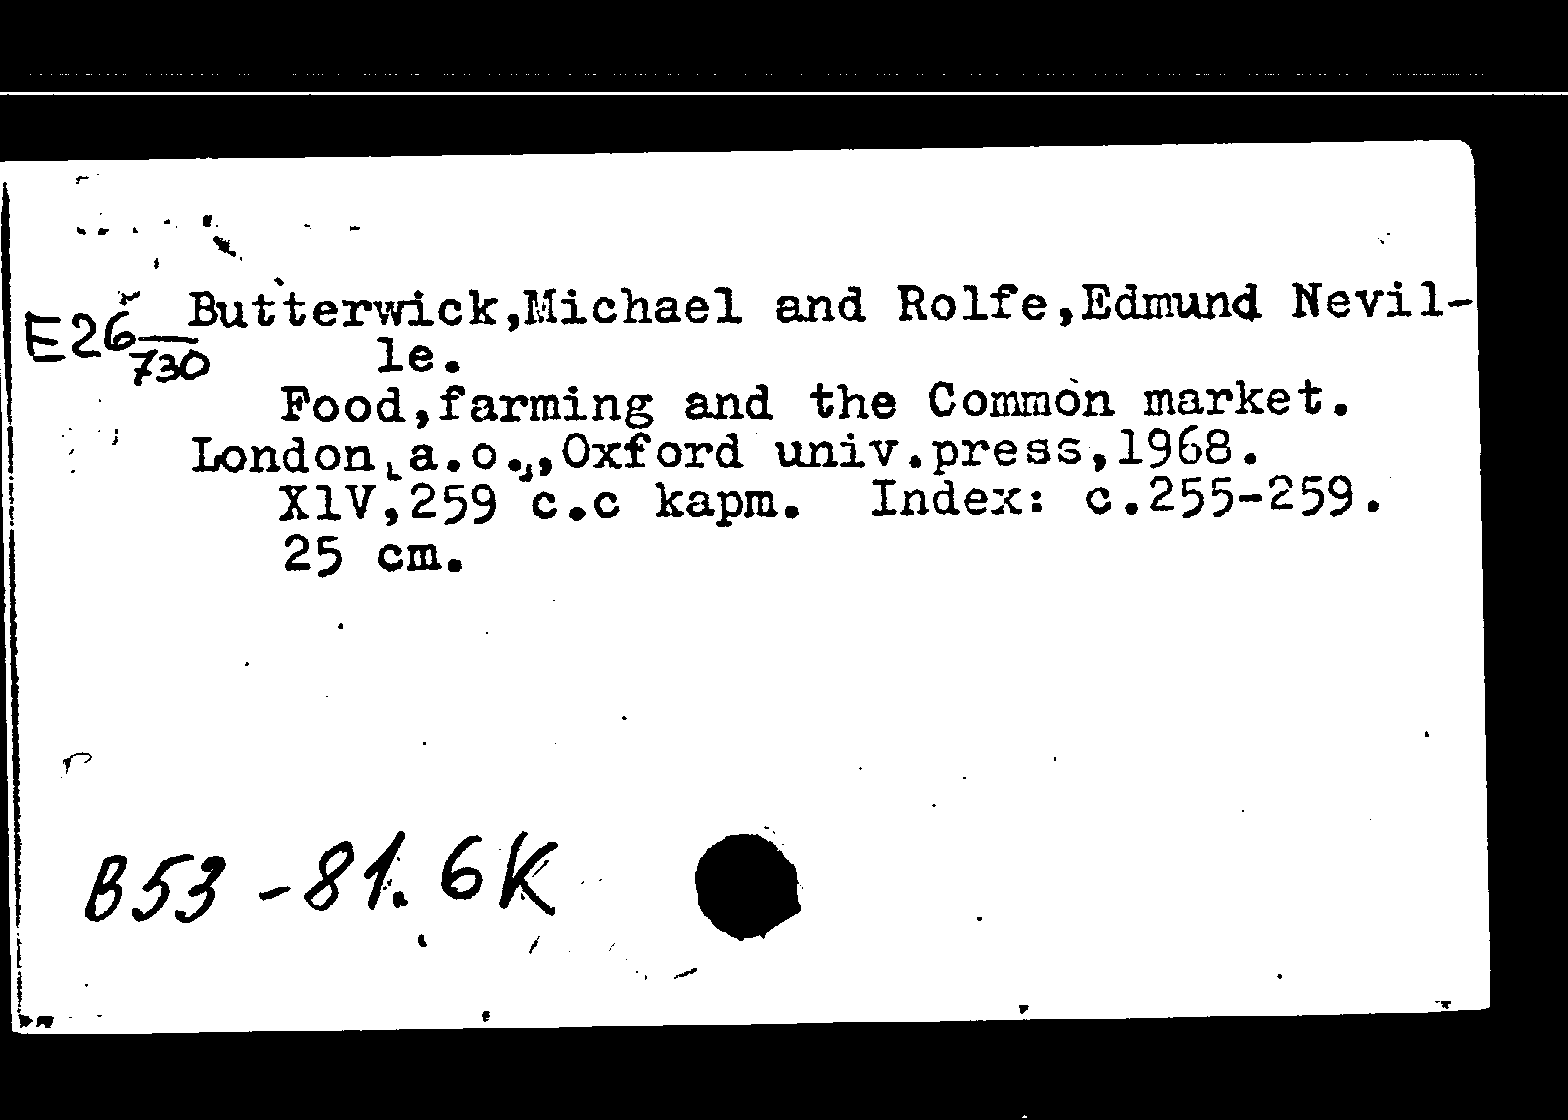 Butterwick,Michael and Rolfe,Edmund Nevil-
le.
E26
730
Food,farming and the Common market.
London[a.o.],Oxford univ.press,1968.
X1V,259 c.c kapm. Index: c.255-259.
25 cm.
B53-81.6K